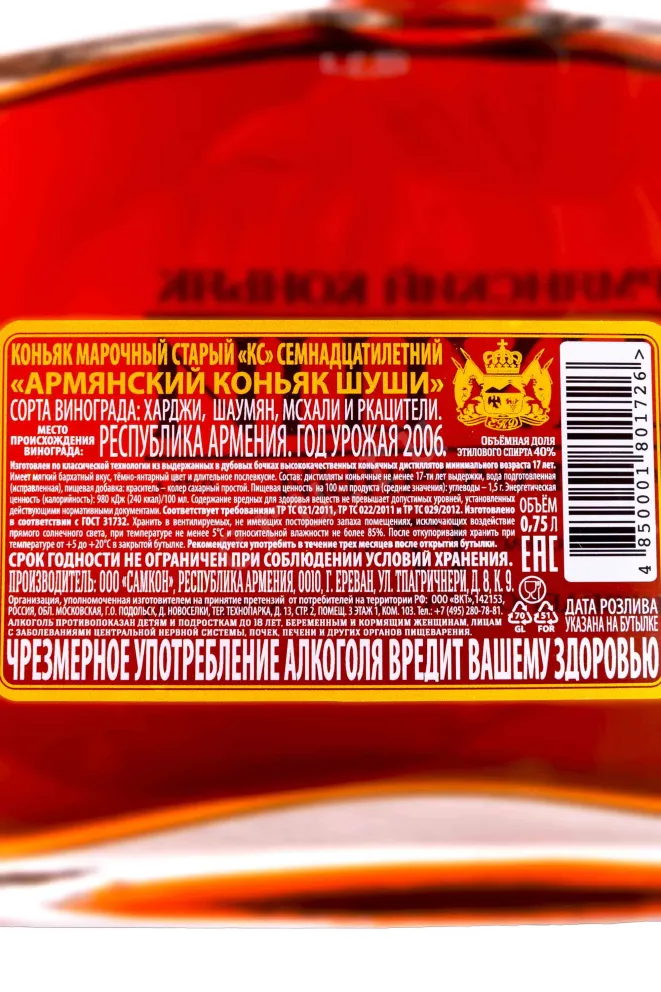 КОНЬЯК МАРОЧНЫЙ СТАРЫЙ «КС» СЕМНАДЦАТИЛЕТНИЙ
«АРМЯНСКИЙ КОНЬЯК ШУШИ»
СОРТА ВИНОГРАДА: ХАРДЖИ, ШАУМЯН, МСХАЛИ И РКАЦИТЕЛИ.
МЕСТО
ПРОИСХОЖДЕНИЯ
ВИНОГРАДА:
РЕСПУБЛИКА АРМЕНИЯ. ГОД УРОЖАЯ 2006.
Изготовлен по классической технологии из выдержанных в дубовых бочках высококачественных коньячных дистиллятов минимального возраста 17 лет.
Имеет мягкий бархатный вкус, тёмно-янтарный цвет и длительное послевкусие. Состав: дистилляты коньячные не менее 17-ти лет выдержки, вода подготовленная
(исправленная), пищевая добавка: краситель – колер сахарный простой. Пищевая ценность на 100 мл продукта (средние значения): углеводы – 1,5 г. Энергетическая
ценность (калорийность): 980 кДж (240 ккал)/100 мл. Содержание вредных для здоровья веществ не превышает допустимых уровней, установленных
действующими нормативными документами. Соответствует требованиям ТР ТС 021/2011, ТР ТС 022/2011 и ТР ТС 029/2012. Изготовлено
в соответствии с ГОСТ 31732. Хранить в вентилируемых, не имеющих постороннего запаха помещениях, исключающих воздействие
прямого солнечного света, при температуре не менее 5°С и относительной влажности не более 85%. После откупоривания хранить при
температуре от +5 до +20°С в закрытой бутылке. Рекомендуется употребить в течение трех месяцев после открытия бутылки.
СРОК ГОДНОСТИ НЕ ОГРАНИЧЕН ПРИ СОБЛЮДЕНИИ УСЛОВИЙ ХРАНЕНИЯ.
ПРОИЗВОДИТЕЛЬ: ООО «САМКОН», РЕСПУБЛИКА АРМЕНИЯ, 0010, Г. ЕРЕВАН, УЛ. ТПАГРИЧНЕРИ, Д. 8, К. 9.
Организация, уполномоченная изготовителем на принятие претензий от потребителей на территории РФ: ООО «ВКТ», 142153,
РОССИЯ, ОБЛ. МОСКОВСКАЯ, Г.О. ПОДОЛЬСК, Д. НОВОСЕЛКИ, ТЕР. ТЕХНОПАРКА, Д. 13, СТР. 2, ПОМЕЩ. 3 ЭТАЖ 1, КОМ. 103. Тел.: +7 (495) 280-78-81.
АЛКОГОЛЬ ПРОТИВОПОКАЗАН ДЕТЯМ И ПОДРОСТКАМ ДО 18 ЛЕТ, БЕРЕМЕННЫМ И КОРМЯЩИМ ЖЕНЩИНАМ, ЛИЦАМ
С ЗАБОЛЕВАНИЯМИ ЦЕНТРАЛЬНОЙ НЕРВНОЙ СИСТЕМЫ, ПОЧЕК, ПЕЧЕНИ И ДРУГИХ ОРГАНОВ ПИЩЕВАРЕНИЯ.
ОБЪЁМНАЯ ДОЛЯ
ЭТИЛОВОГО СПИРТА 40%
ОБЪЁМ
0,75 Л
EAC
4 850001 801726 >
70
GL
51
FOR
ДАТА РОЗЛИВА
УКАЗАНА НА БУТЫЛКЕ
ЧРЕЗМЕРНОЕ УПОТРЕБЛЕНИЕ АЛКОГОЛЯ ВРЕДИТ ВАШЕМУ ЗДОРОВЬЮ